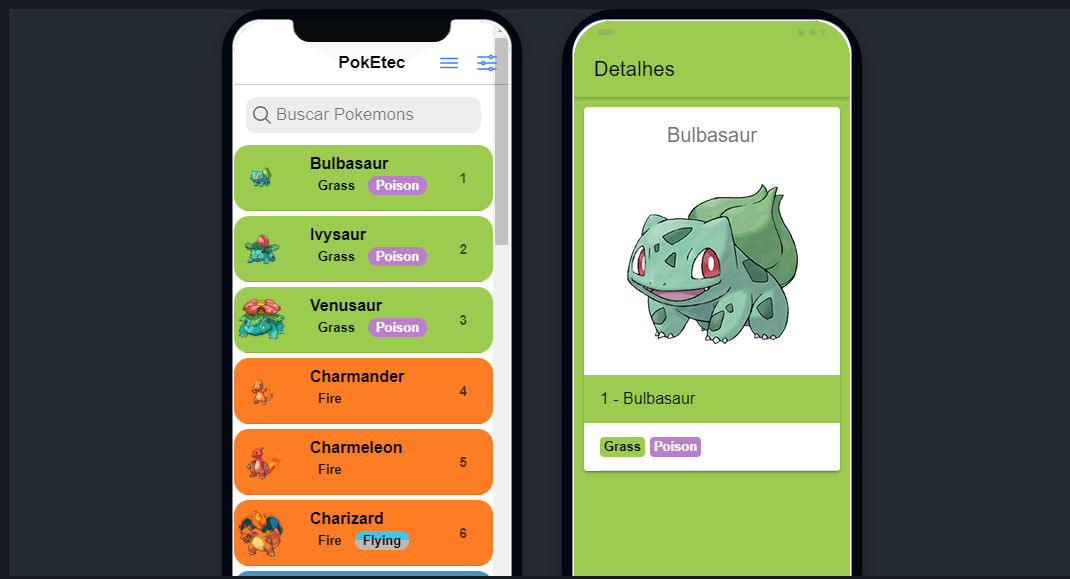 PokEtec
Buscar Pokemons
Bulbasaur
Grass Poison
1
Ivysaur
Grass Poison
2
Venusaur
Grass Poison
3
Charmander
Fire
4
Charmeleon
Fire
5
Charizard
Fire Flying
6
Detalhes
Bulbasaur
1 - Bulbasaur
Grass Poison